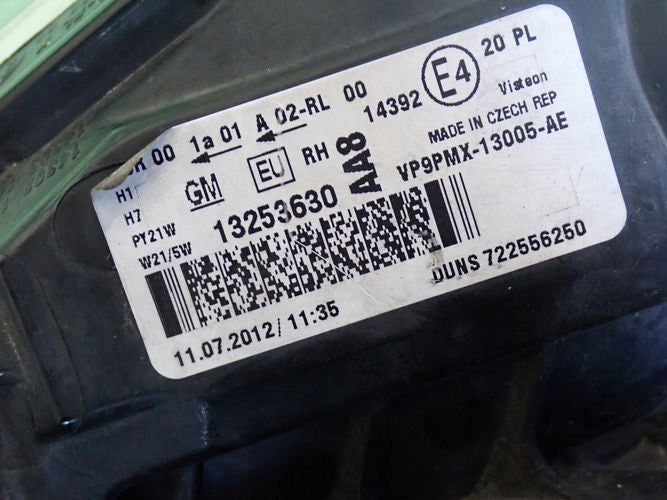 R 00 1a 01 A 02-RL 00 14392 E4 20 PL
H1 GM EU RH AA8 Visteon
H7 MADE IN CZECH REP
PY21W 13253630 VP9PMX-13005-AE
W21/5W
11.07.2012/11:35 DUNS 722556250